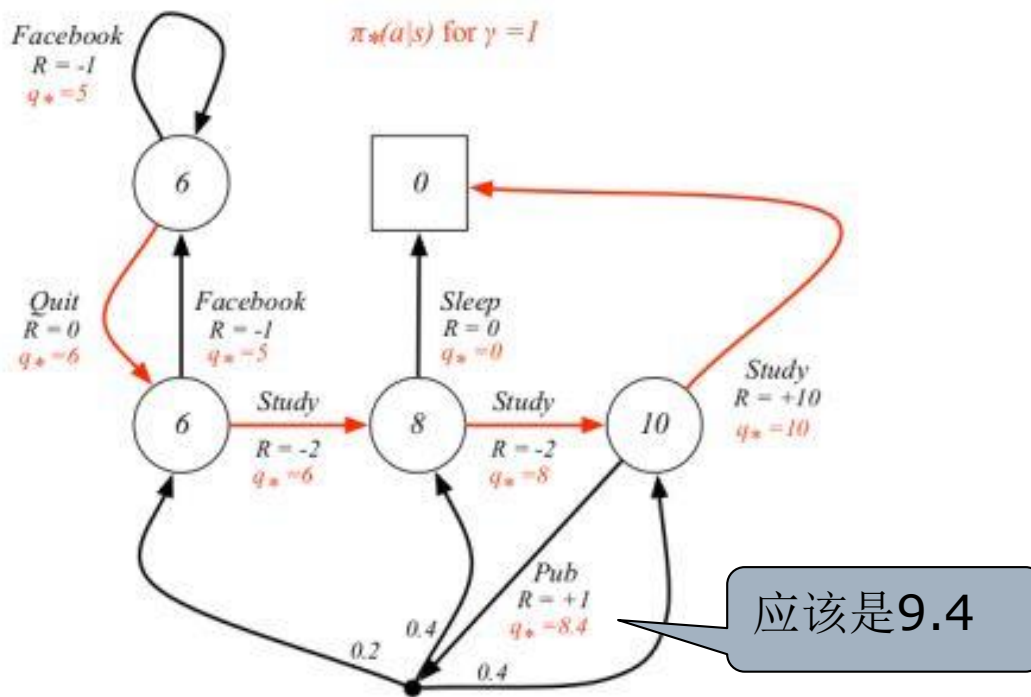 Facebook
R = -1
q* =5
π*(a|s) for γ =1
6
0
Quit
R = 0
q* =6
Facebook
R = -1
q* =5
Sleep
R = 0
q* =0
Study
R = +10
q* =10
6
Study
R = -2
q* =6
8
Study
R = -2
q* =8
10
Pub
R = +1
q* =8.4
应该是9.4
0.2
0.4
0.4